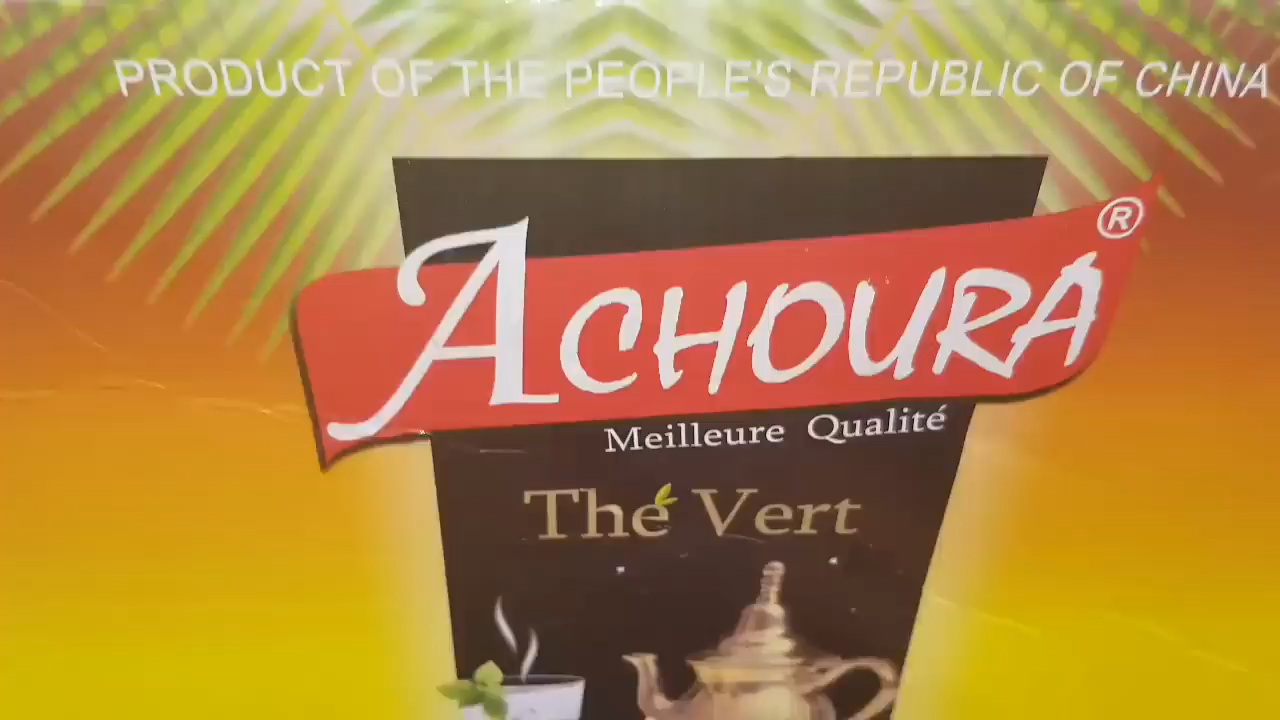 PRODUCT OF THE PEOPLE'S REPUBLIC OF CHINA
ACHOURA®
Meilleure Qualité
Thé Vert